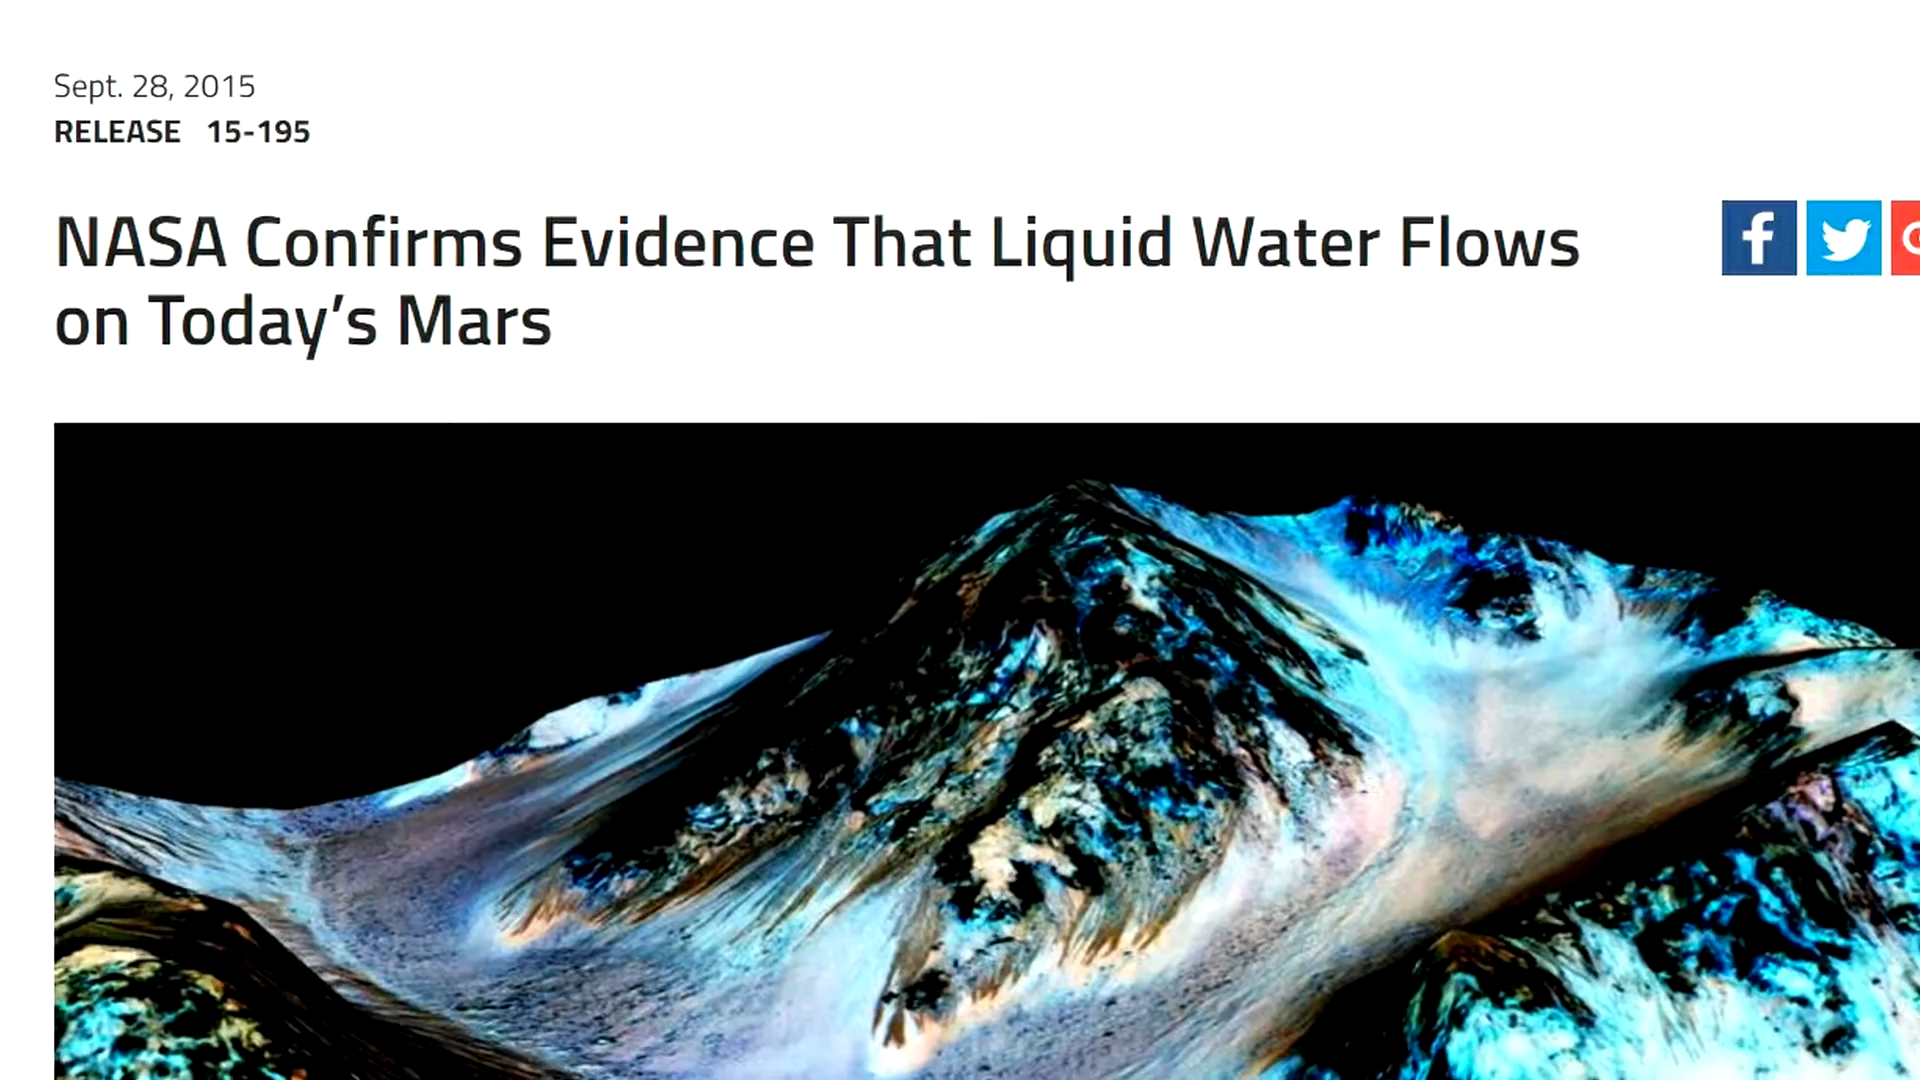 Sept. 28, 2015
RELEASE 15-195
NASA Confirms Evidence That Liquid Water Flows
on Today’s Mars